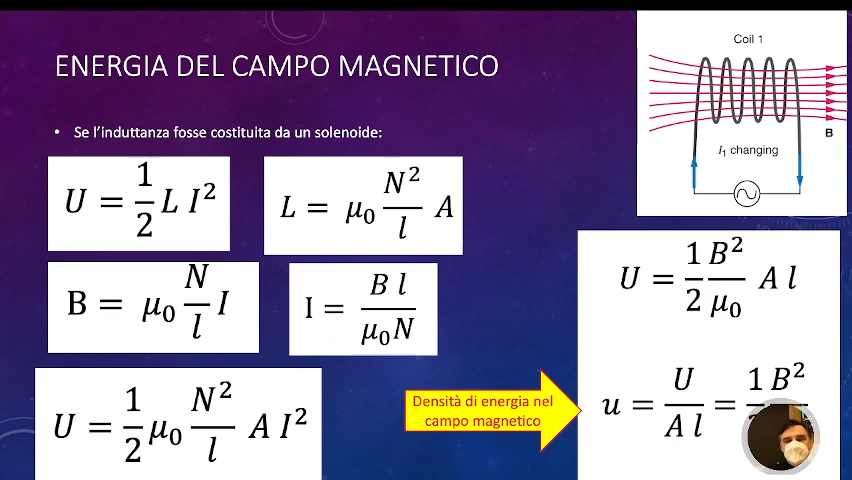 ENERGIA DEL CAMPO MAGNETICO
• Se l'induttanza fosse costituita da un solenoide:
Coil 1
B
I₁ changing
U = 1/2 L I²
L = μ₀ N²/l A
B = μ₀ N/l I
I = B l / μ₀N
U = 1/2 μ₀ N²/l A I²
U = 1/2 B²/μ₀ A l
Densità di energia nel
campo magnetico
u = U / A l = 1 B²